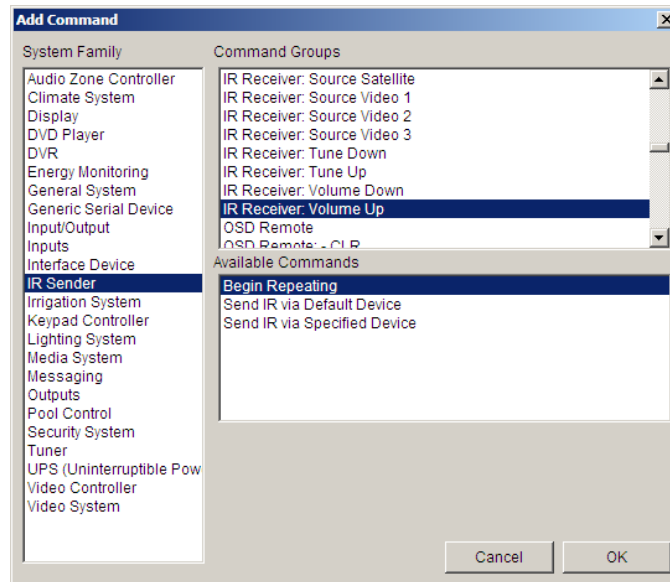 Add Command
System Family
Audio Zone Controller
Climate System
Display
DVD Player
DVR
Energy Monitoring
General System
Generic Serial Device
Input/Output
Inputs
Interface Device
IR Sender
Irrigation System
Keypad Controller
Lighting System
Media System
Messaging
Outputs
Pool Control
Security System
Tuner
UPS (Uninterruptible Pow
Video Controller
Video System
Command Groups
IR Receiver: Source Satellite
IR Receiver: Source Video 1
IR Receiver: Source Video 2
IR Receiver: Source Video 3
IR Receiver: Tune Down
IR Receiver: Tune Up
IR Receiver: Volume Down
IR Receiver: Volume Up
OSD Remote
OSD Remote: - CLR
Available Commands
Begin Repeating
Send IR via Default Device
Send IR via Specified Device
Cancel
OK